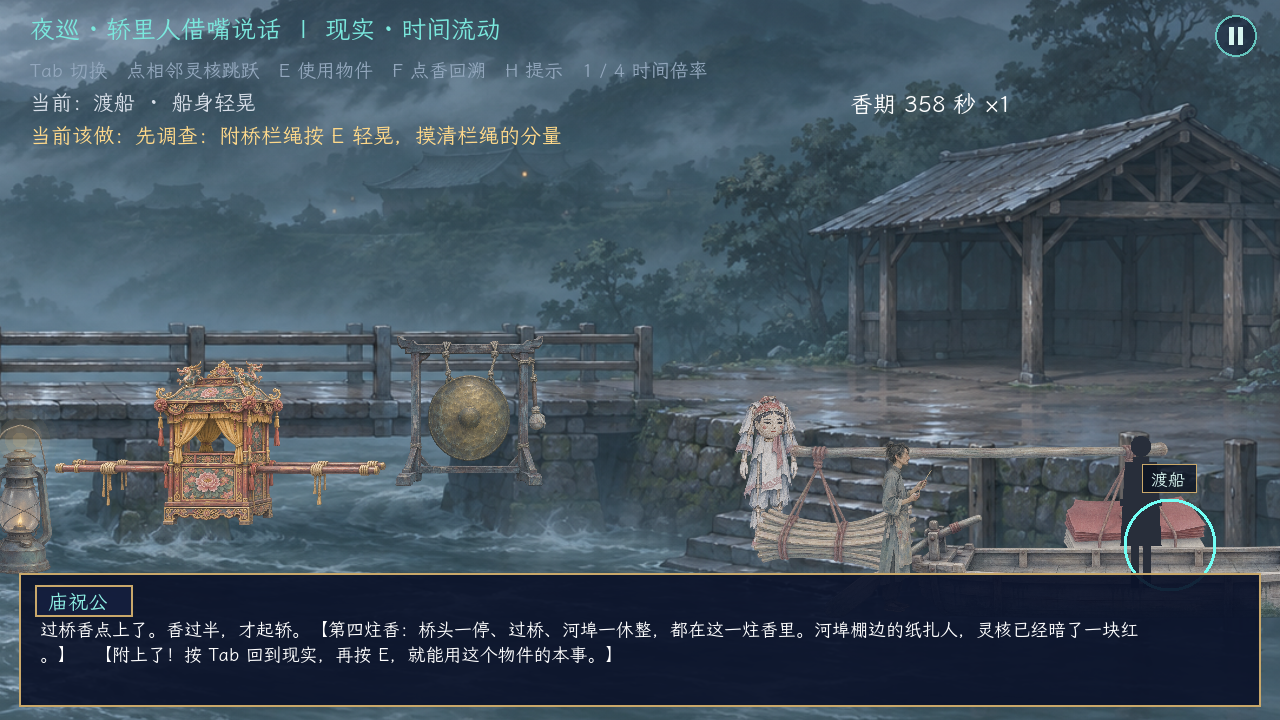 夜巡·轿里人借嘴说话 | 现实·时间流动
Tab 切换 点相邻灵核跳跃 E 使用物件 F 点香回溯 H 提示 1 / 4 时间倍率
当前: 渡船 · 船身轻晃
香期 358 秒 x1
当前该做: 先调查: 附桥栏绳按 E 轻晃, 摸清栏绳的分量
渡船
庙祝公
过桥香点上了。香过半, 才起轿。【第四炷香: 桥头一停、过桥、河埠一休整, 都在这一炷香里。河埠棚边的纸扎人, 灵核已经暗了一块红
。】 【附上了! 按 Tab 回到现实, 再按 E, 就能用这个物件的本事。】